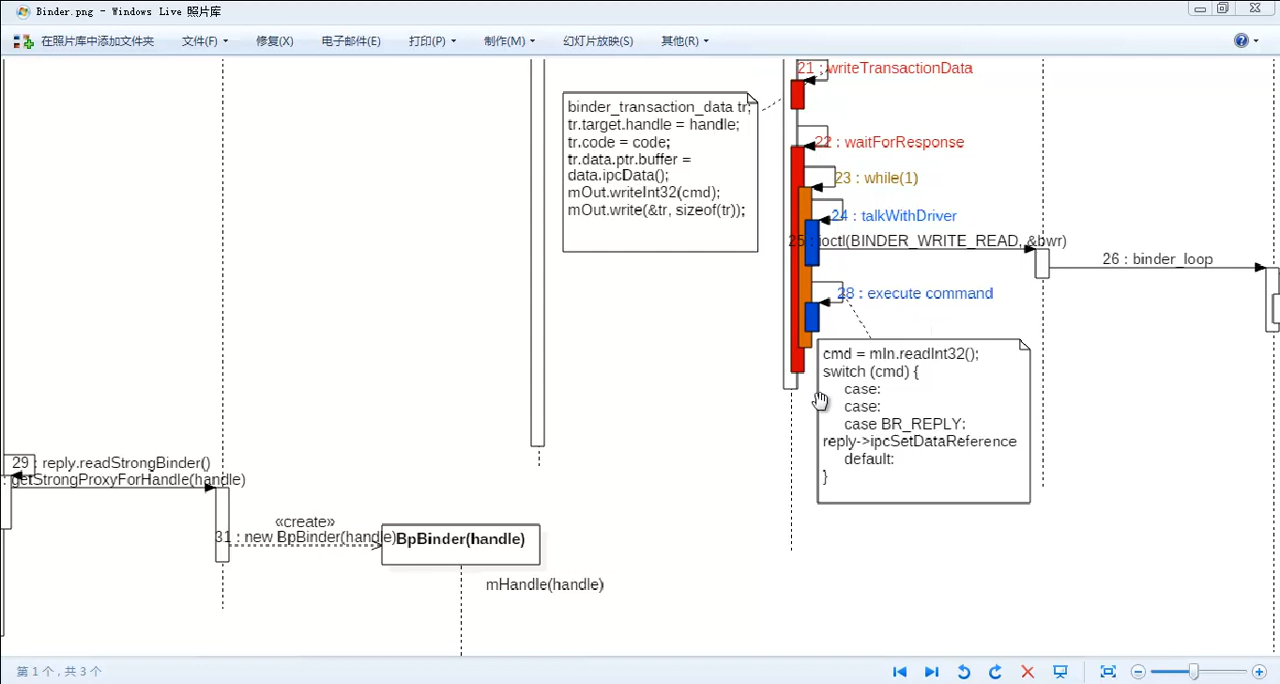 Binder.png - Windows Live 照片库
在照片库中添加文件夹 文件(F) 修复(X) 电子邮件(E) 打印(P) 制作(M) 幻灯片放映(S) 其他(R)
21 : writeTransactionData
binder_transaction_data tr;
tr.target.handle = handle;
tr.code = code;
tr.data.ptr.buffer =
data.ipcData();
mOut.writeInt32(cmd);
mOut.write(&tr, sizeof(tr));
22 : waitForResponse
23 : while(1)
24 : talkWithDriver
25 : ioctl(BINDER_WRITE_READ, &bwr)
26 : binder_loop
28 : execute command
cmd = mIn.readInt32();
switch (cmd) {
case:
case:
case BR_REPLY:
reply->ipcSetDataReference
default:
}
29 : reply.readStrongBinder()
: getStrongProxyForHandle(handle)
«create»
31 : new BpBinder(handle)
BpBinder(handle)
mHandle(handle)
第 1 个 , 共 3 个